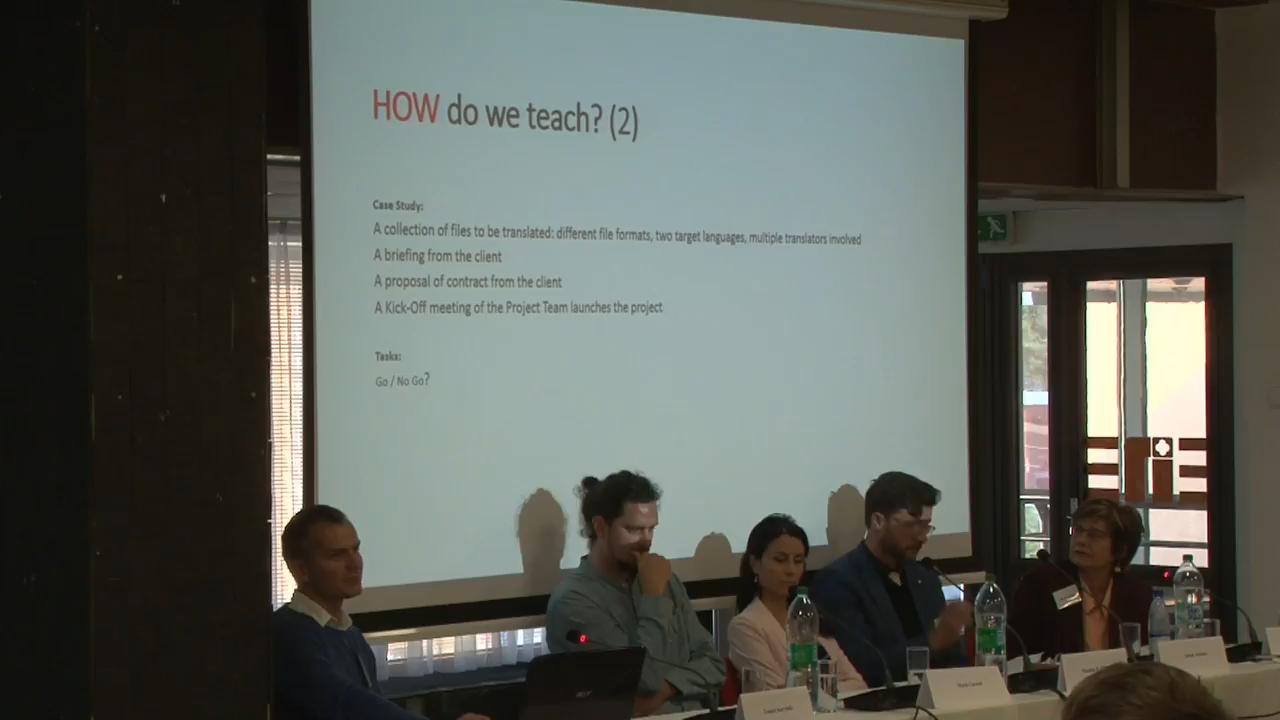 HOW do we teach? (2)
Case Study:
A collection of files to be translated: different file formats, two target languages, multiple translators involved
A briefing from the client
A proposal of contract from the client
A Kick-Off meeting of the Project Team launches the project
Tasks:
Go / No Go?
acer